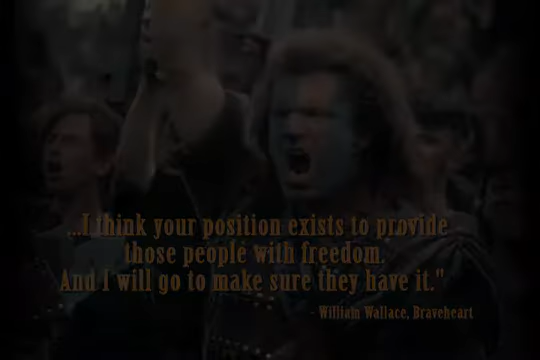 ...I think your position exists to provide
those people with freedom.
And I will go to make sure they have it."
- William Wallace, Braveheart